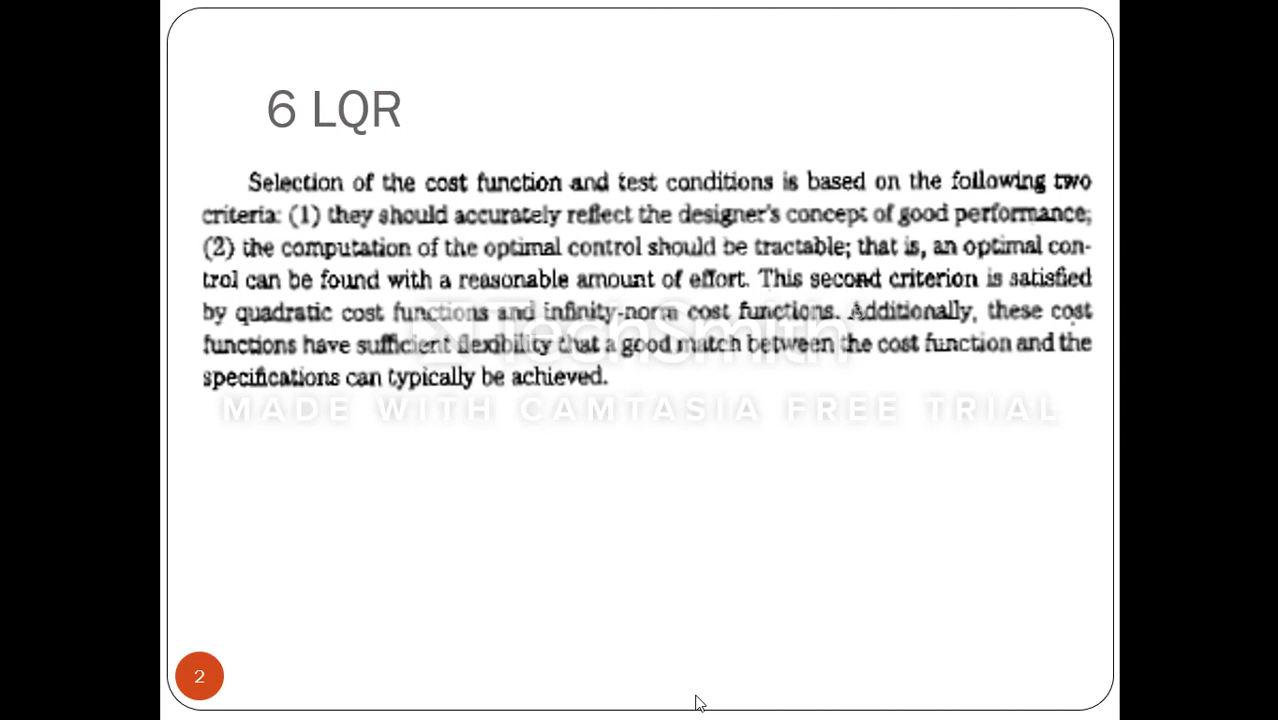 6 LQR
Selection of the cost function and test conditions is based on the following two
criteria: (1) they should accurately reflect the designer's concept of good performance;
(2) the computation of the optimal control should be tractable; that is, an optimal con-
trol can be found with a reasonable amount of effort. This second criterion is satisfied
by quadratic cost functions and infinity-norm cost functions. Additionally, these cost
TechSmith
functions have sufficient flexibility that a good match between the cost function and the
specifications can typically be achieved.
MADE WITH CAMTASIA FREE TRIAL
2